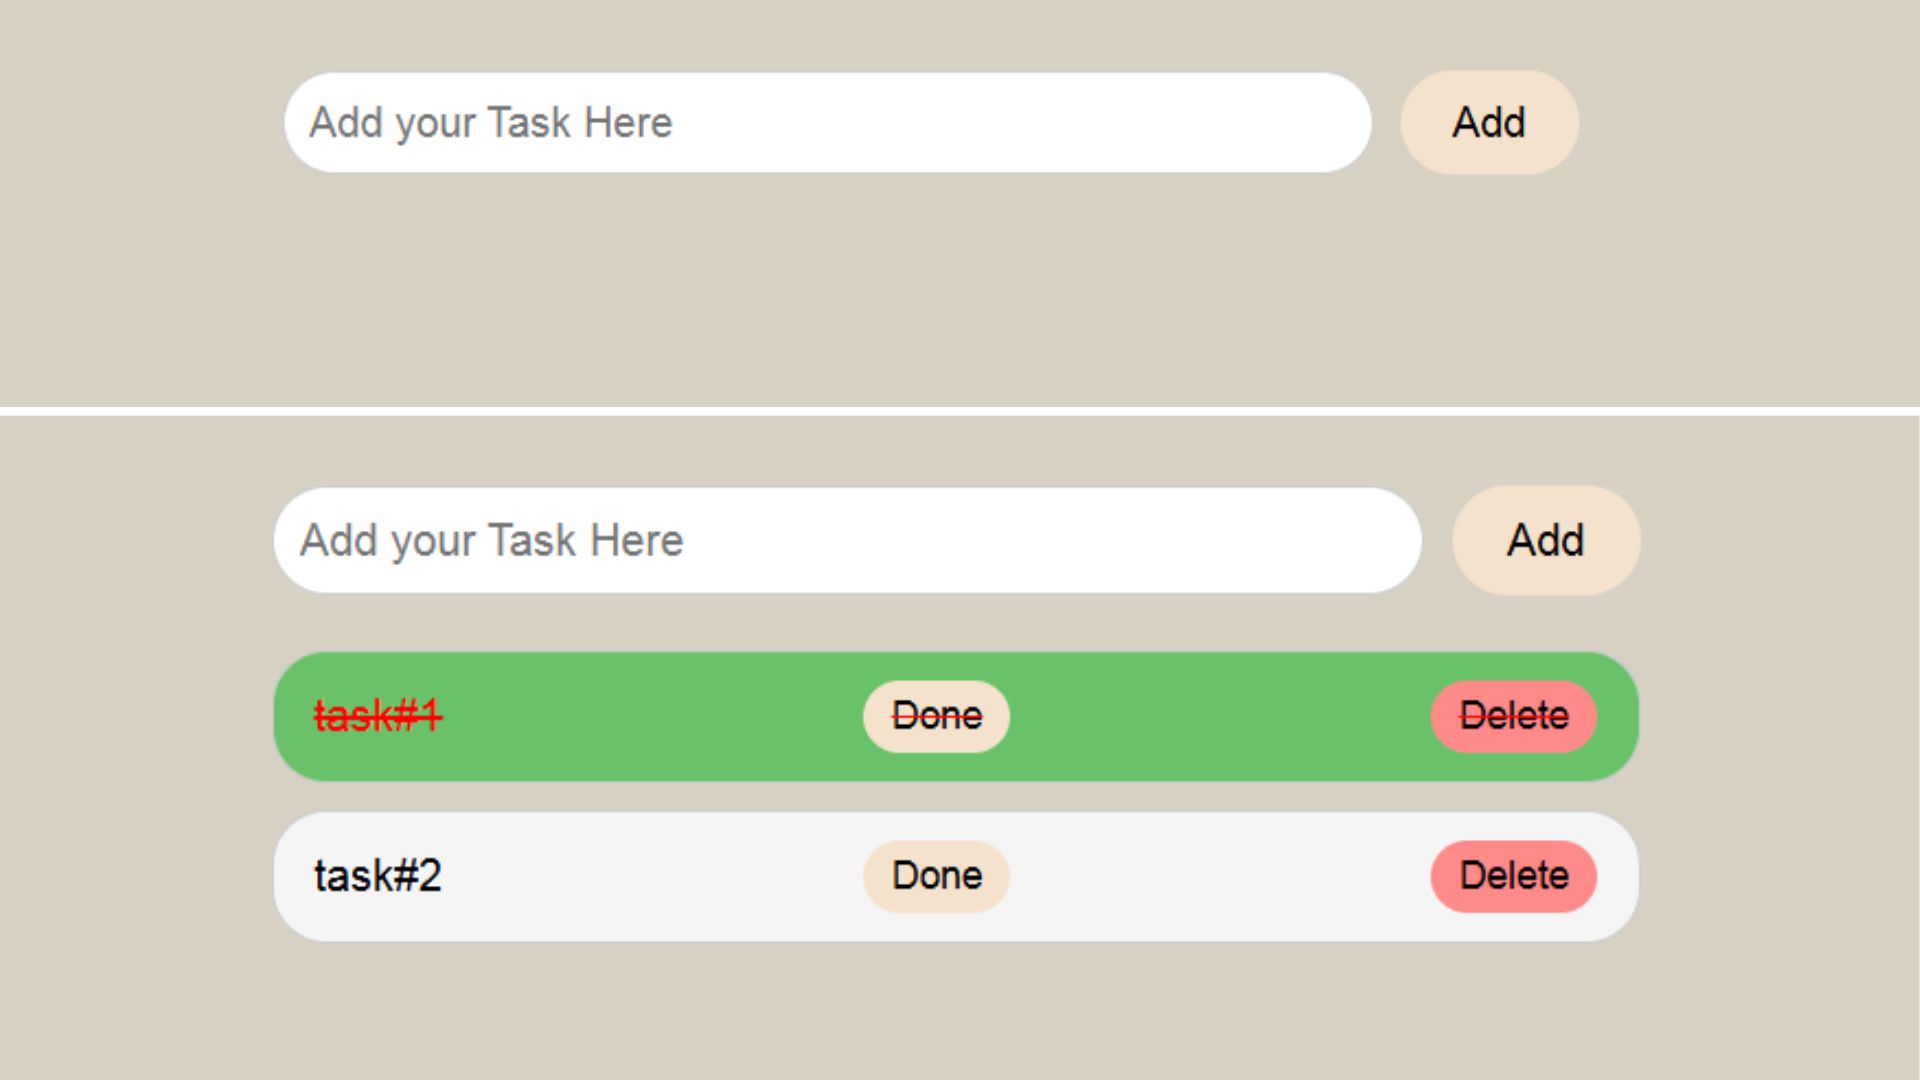 Add your Task Here
Add
Add your Task Here
Add
task#1
Done
Delete
task#2
Done
Delete